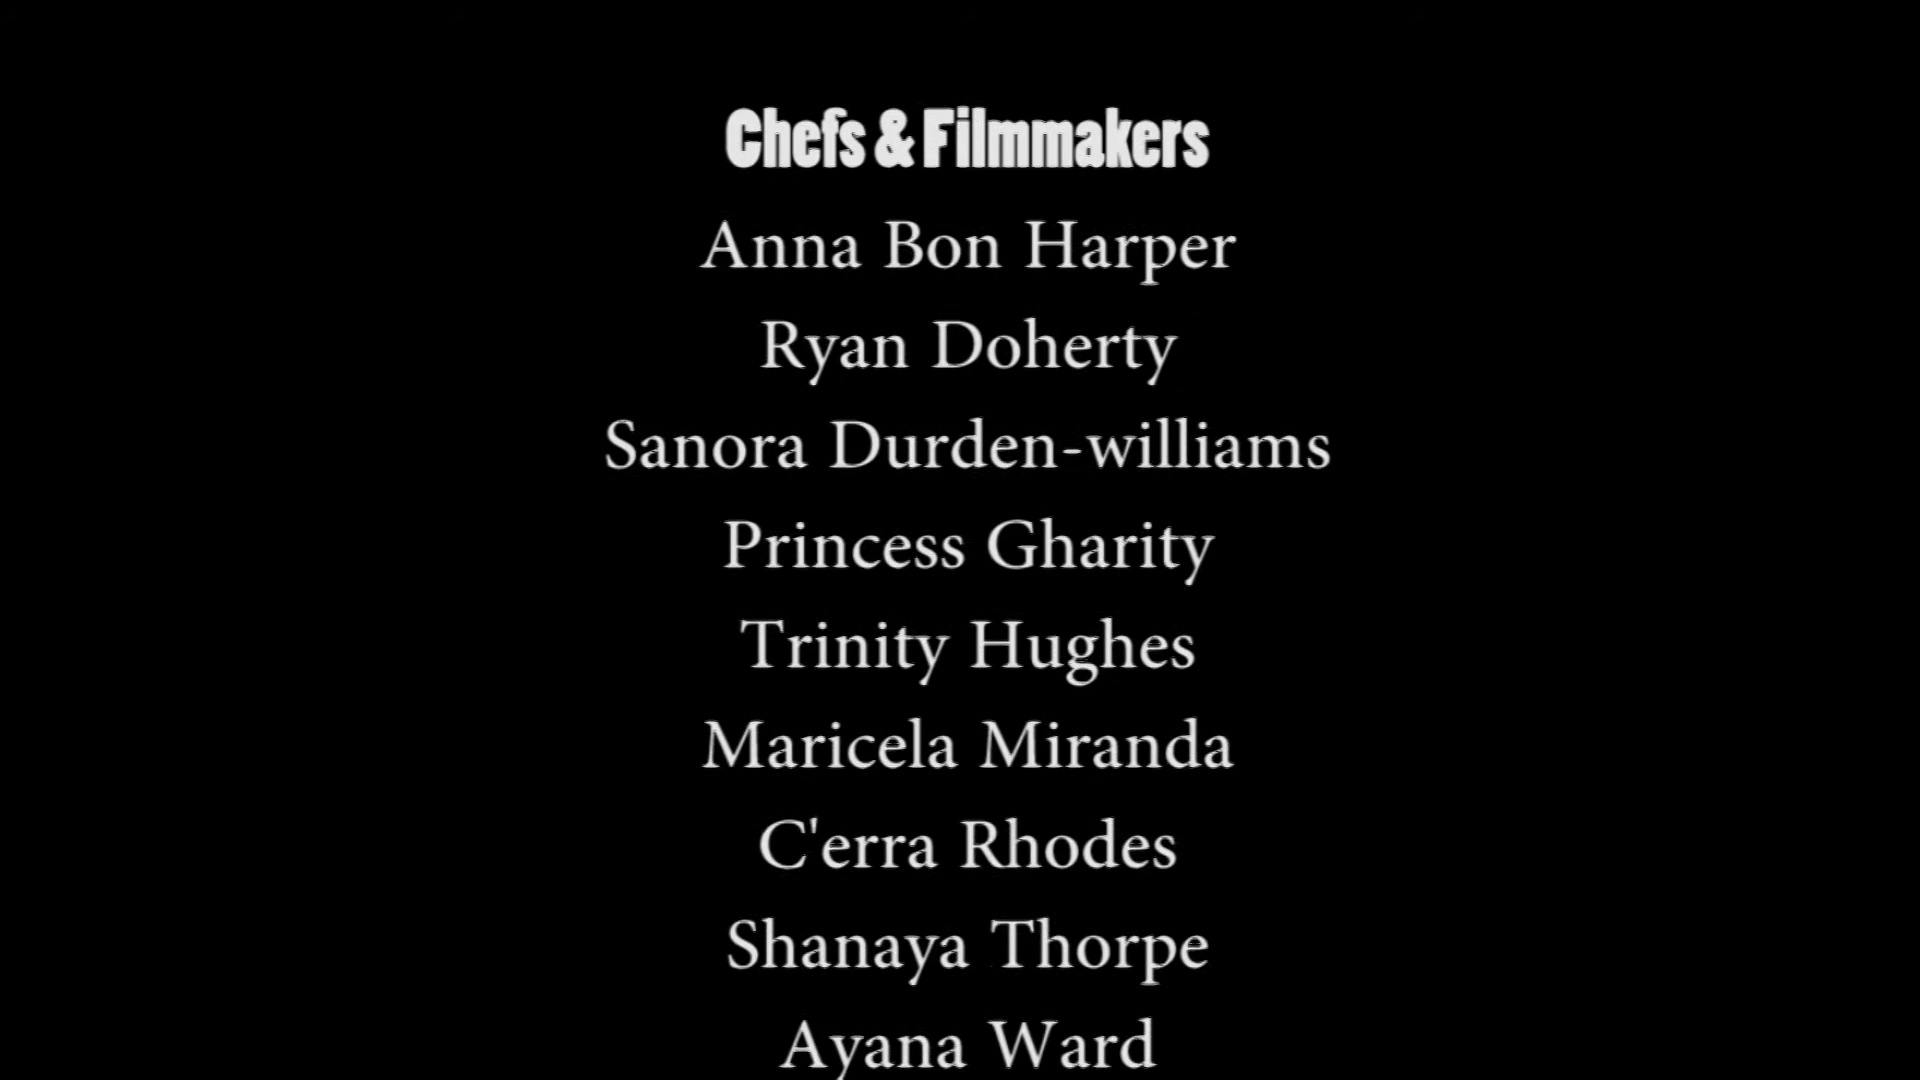 Chefs & Filmmakers
Anna Bon Harper
Ryan Doherty
Sanora Durden-williams
Princess Gharity
Trinity Hughes
Maricela Miranda
C'erra Rhodes
Shanaya Thorpe
Ayana Ward